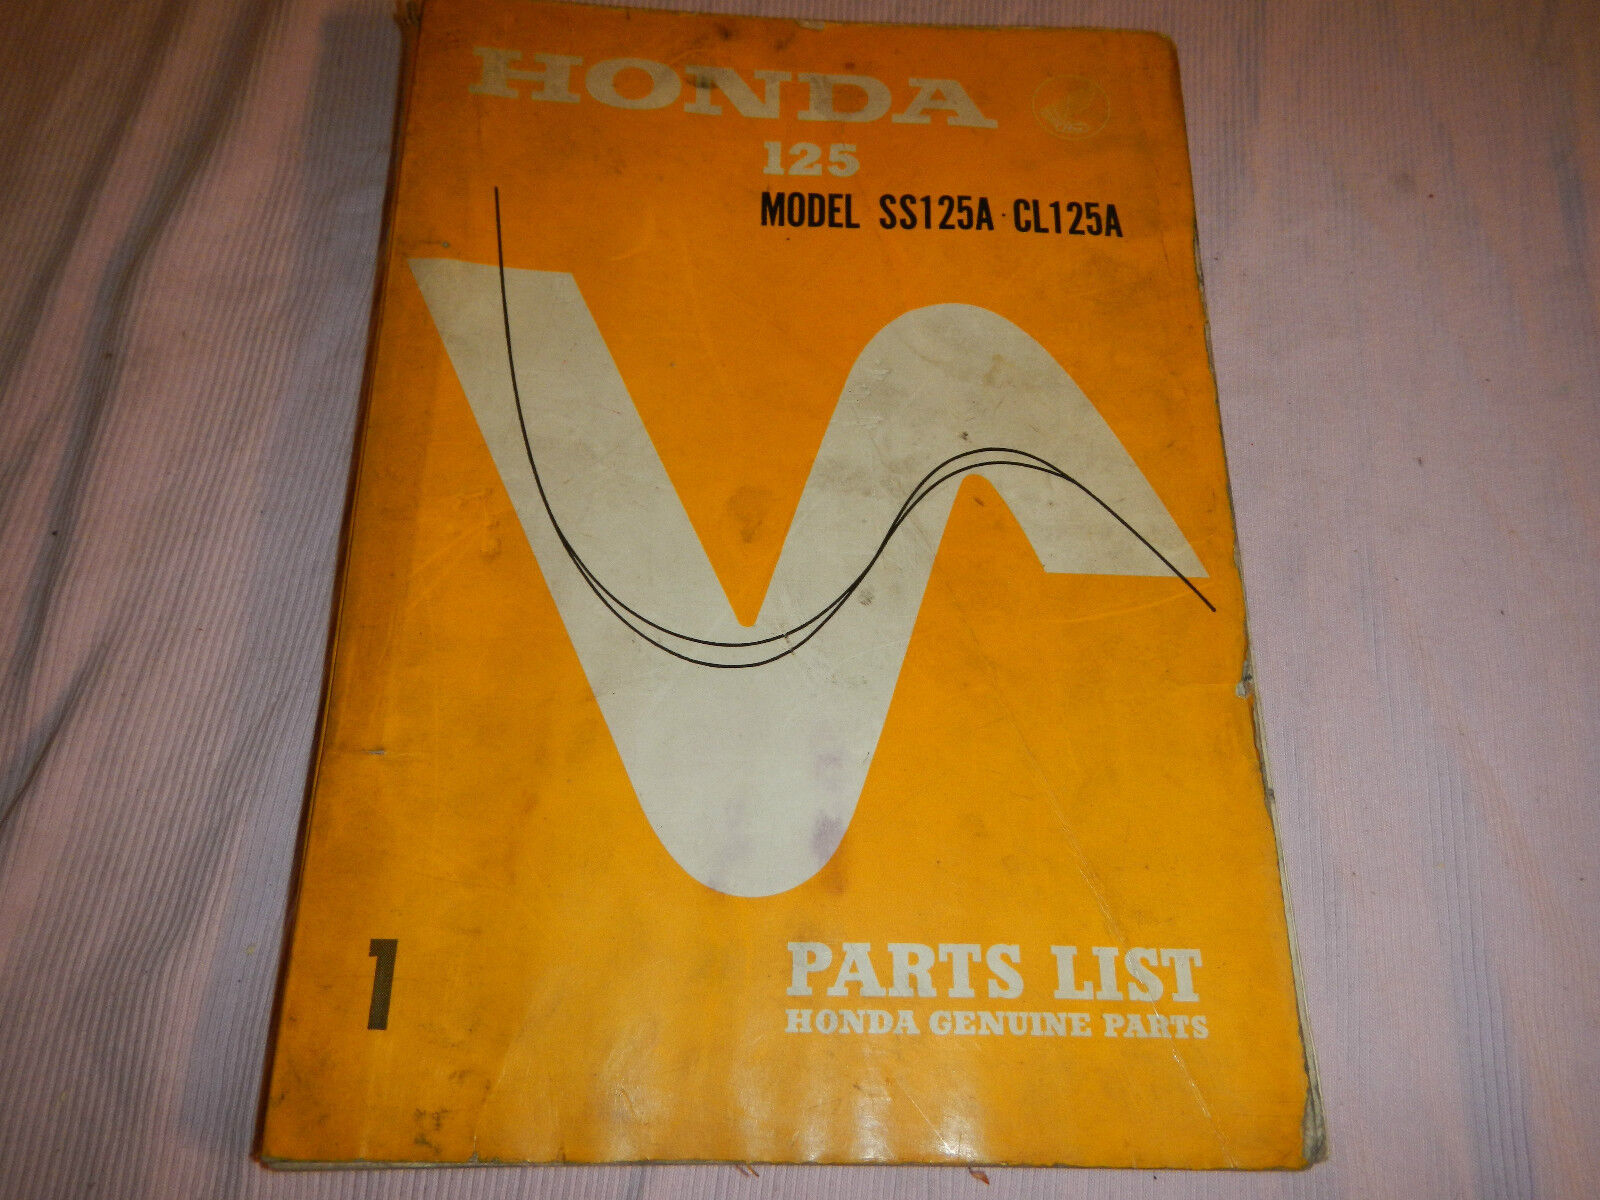 HONDA
125
MODEL SS125A · CL125A
1
PARTS LIST
HONDA GENUINE PARTS